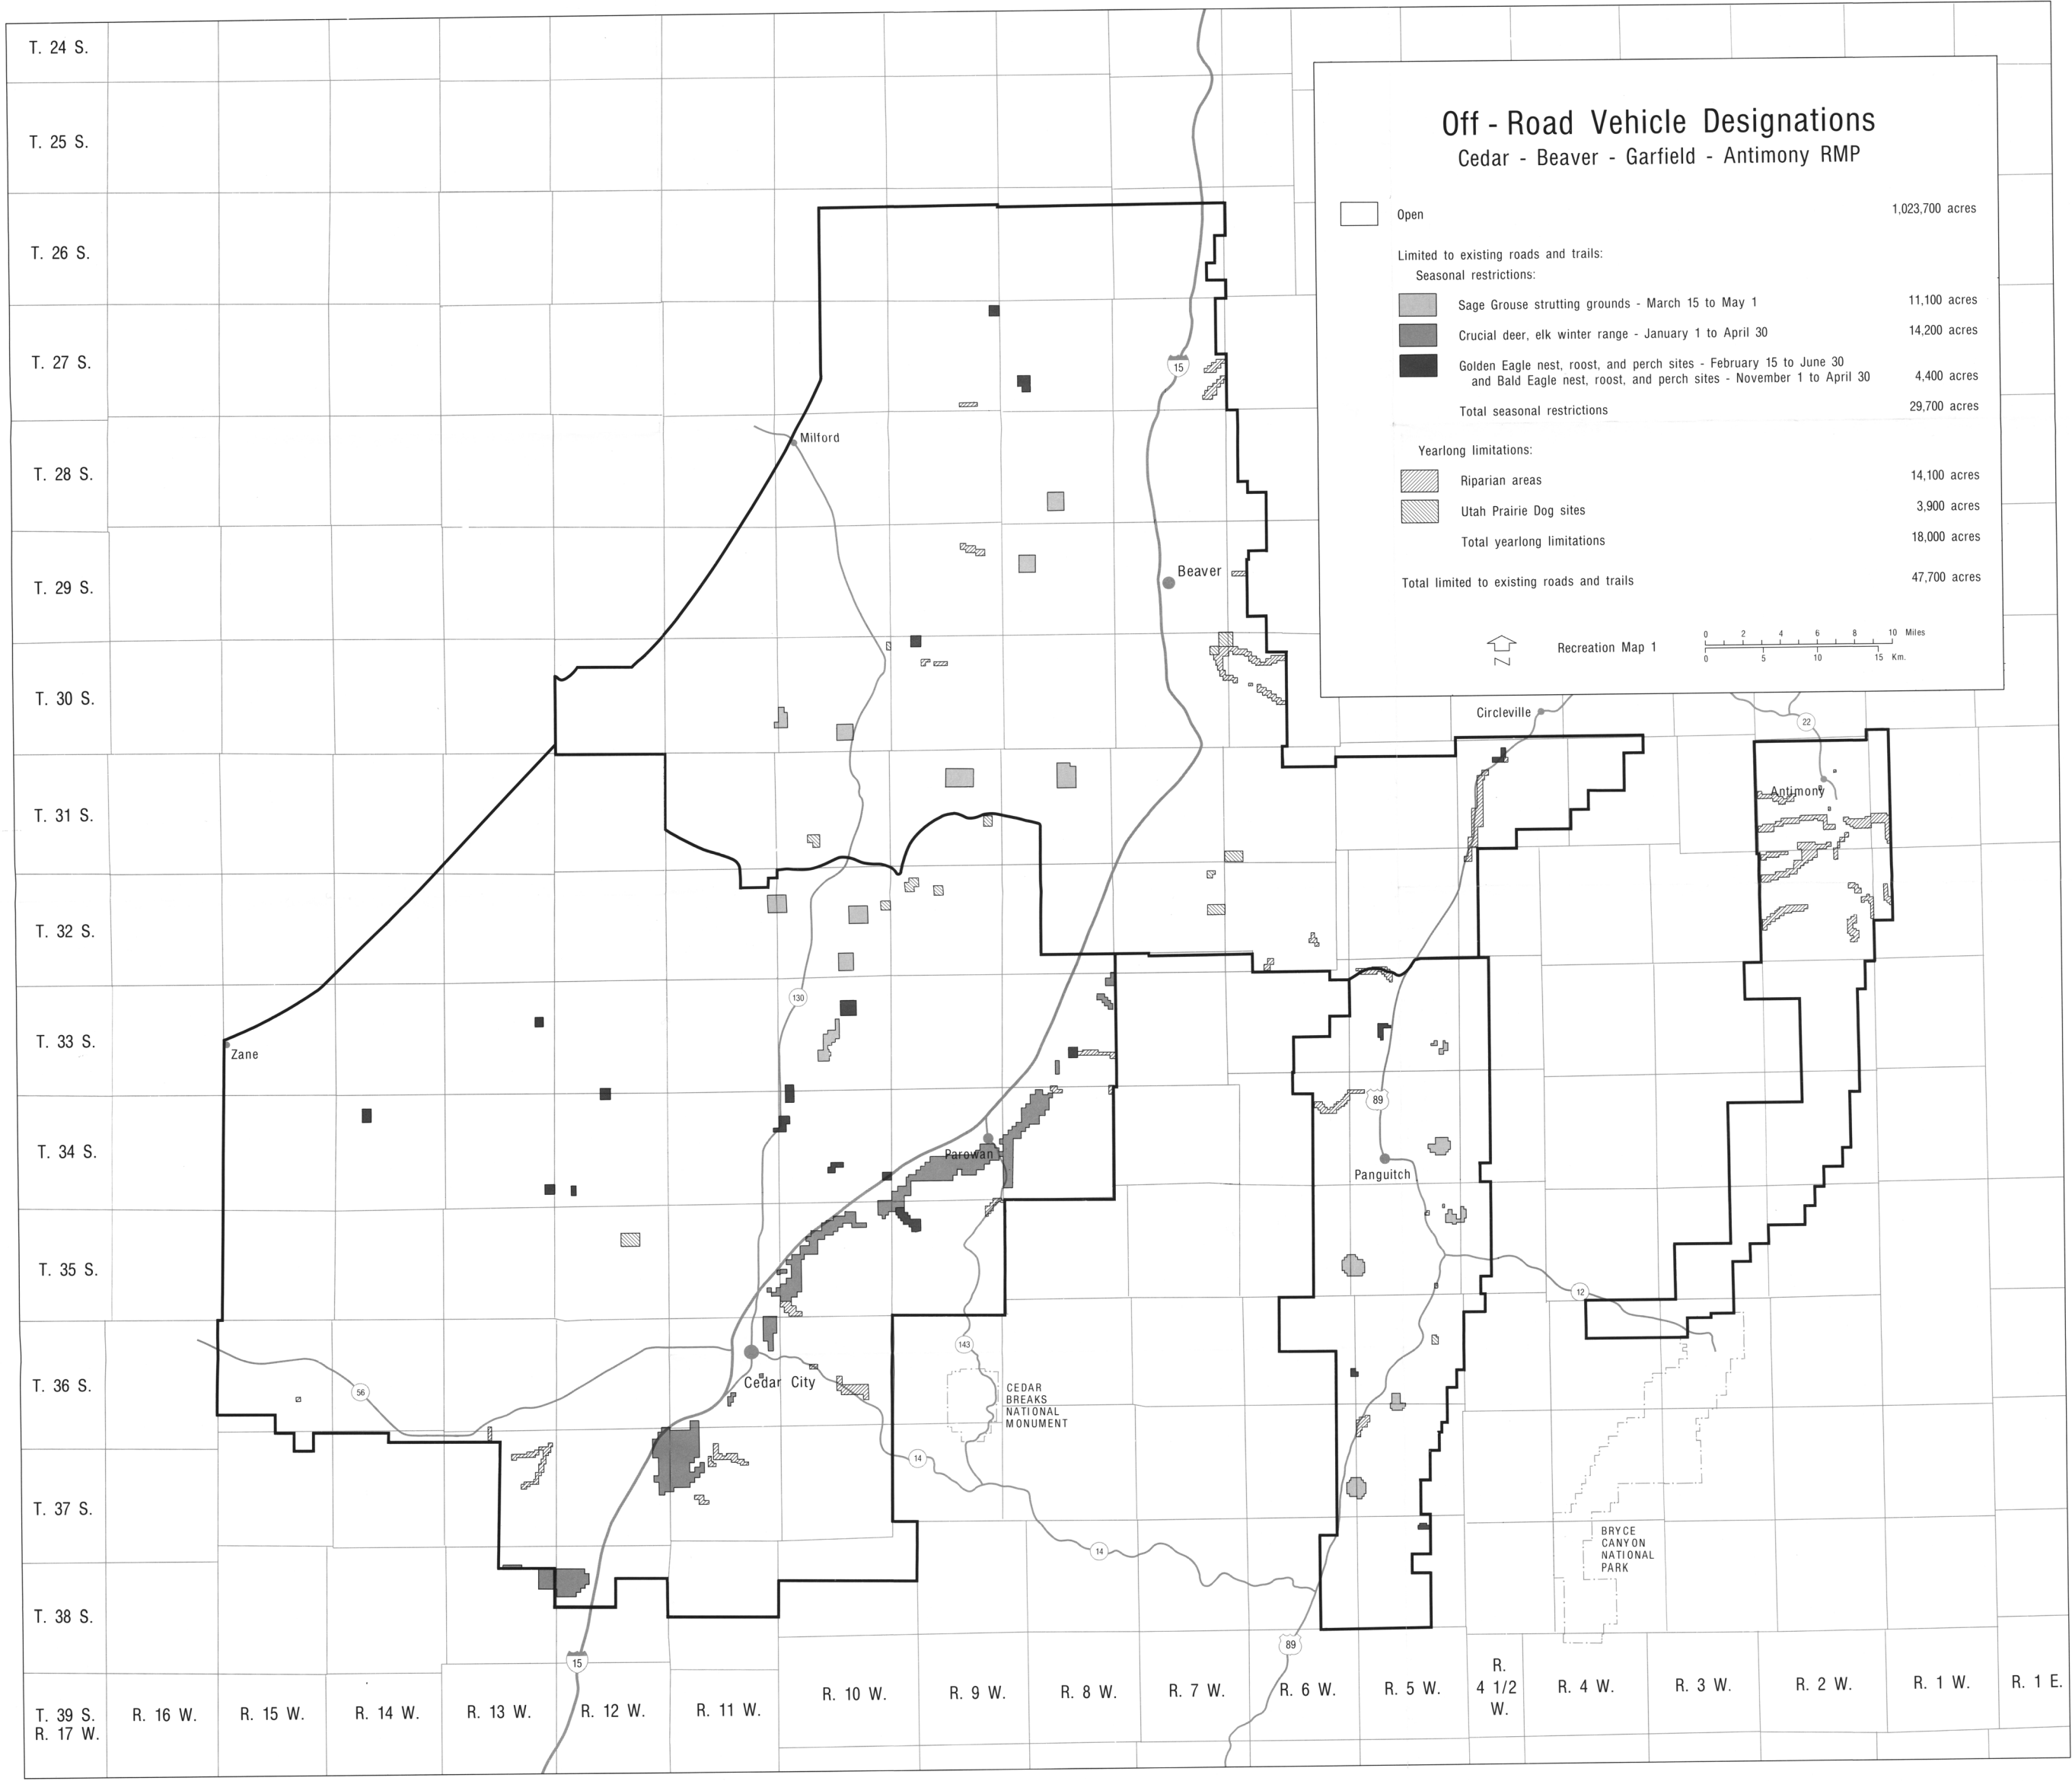 Off - Road Vehicle Designations
Cedar - Beaver - Garfield - Antimony RMP
Open 1,023,700 acres
Limited to existing roads and trails:
Seasonal restrictions:
Sage Grouse strutting grounds - March 15 to May 1 11,100 acres
Crucial deer, elk winter range - January 1 to April 30 14,200 acres
Golden Eagle nest, roost, and perch sites - February 15 to June 30
and Bald Eagle nest, roost, and perch sites - November 1 to April 30 4,400 acres
Total seasonal restrictions 29,700 acres
Yearlong limitations:
Riparian areas 14,100 acres
Utah Prairie Dog sites 3,900 acres
Total yearlong limitations 18,000 acres
Total limited to existing roads and trails 47,700 acres
N
Recreation Map 1
0 2 4 6 8 10 Miles
0 5 10 15 Km.
T. 24 S.
T. 25 S.
T. 26 S.
T. 27 S.
15
T. 28 S.
Milford
T. 29 S.
Beaver
T. 30 S.
Circleville
22
T. 31 S.
Antimony
T. 32 S.
130
T. 33 S.
Zane
89
T. 34 S.
Parowan
Panguitch
T. 35 S.
12
143
T. 36 S.
56
Cedar City
CEDAR
BREAKS
NATIONAL
MONUMENT
14
T. 37 S.
14
BRYCE
CANYON
NATIONAL
PARK
T. 38 S.
89
15
T. 39 S.
R. 17 W.
R. 16 W.
R. 15 W.
R. 14 W.
R. 13 W.
R. 12 W.
R. 11 W.
R. 10 W.
R. 9 W.
R. 8 W.
R. 7 W.
R. 6 W.
R. 5 W.
R.
4 1/2
W.
R. 4 W.
R. 3 W.
R. 2 W.
R. 1 W.
R. 1 E.